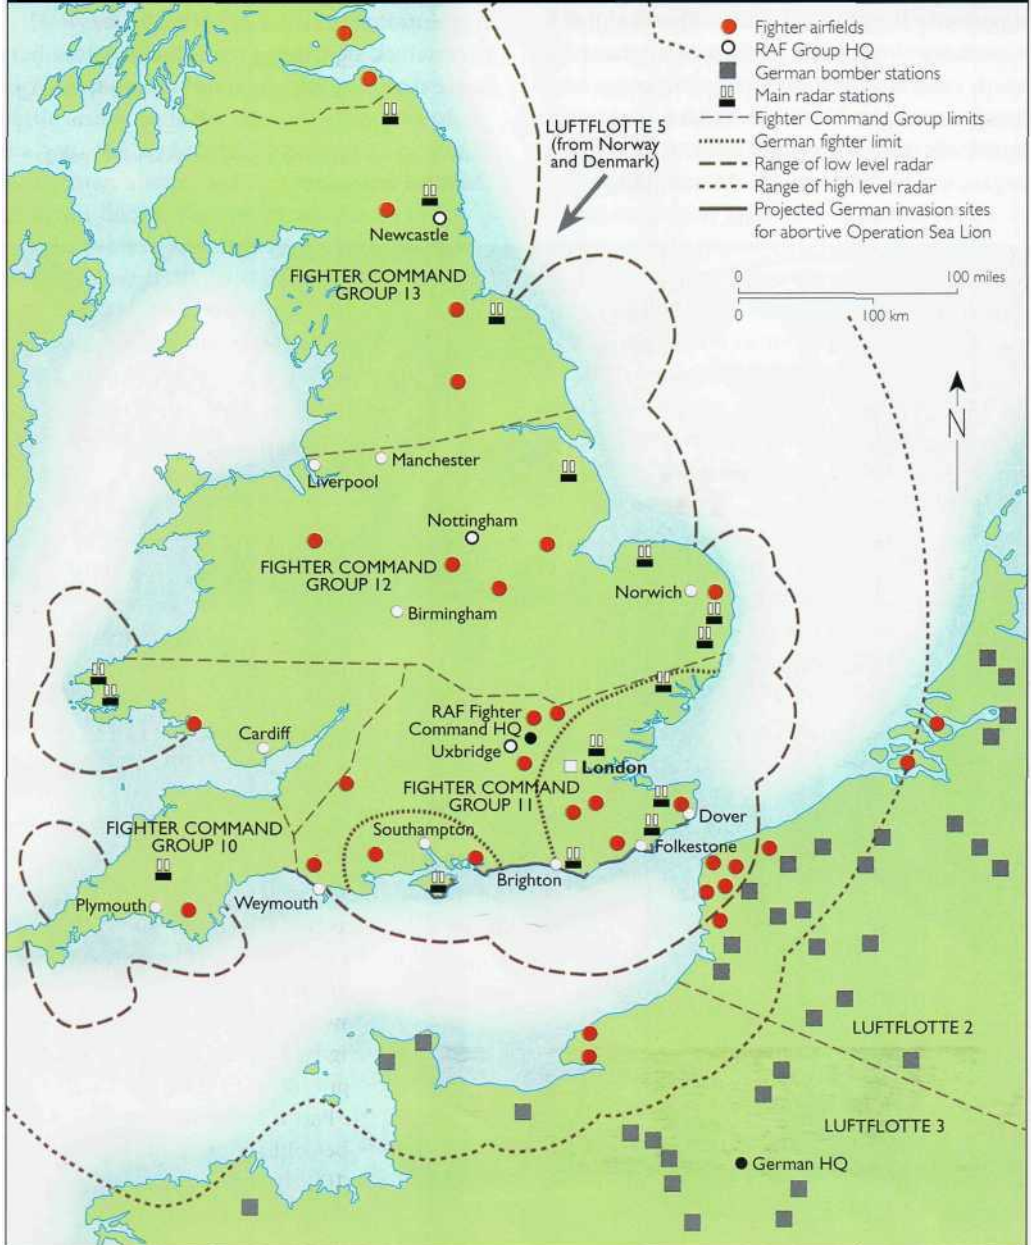 Fighter airfields
RAF Group HQ
German bomber stations
Main radar stations
Fighter Command Group limits
German fighter limit
Range of low level radar
Range of high level radar
Projected German invasion sites
for abortive Operation Sea Lion
0 100 miles
0 100 km
N
LUFTFLOTTE 5
(from Norway
and Denmark)
Newcastle
FIGHTER COMMAND
GROUP 13
Manchester
Liverpool
Nottingham
FIGHTER COMMAND
GROUP 12
Norwich
Birmingham
RAF Fighter
Command HQ
Uxbridge
Cardiff
London
FIGHTER COMMAND
GROUP 11
Dover
FIGHTER COMMAND
GROUP 10
Southampton
Folkestone
Brighton
Plymouth
Weymouth
LUFTFLOTTE 2
LUFTFLOTTE 3
German HQ